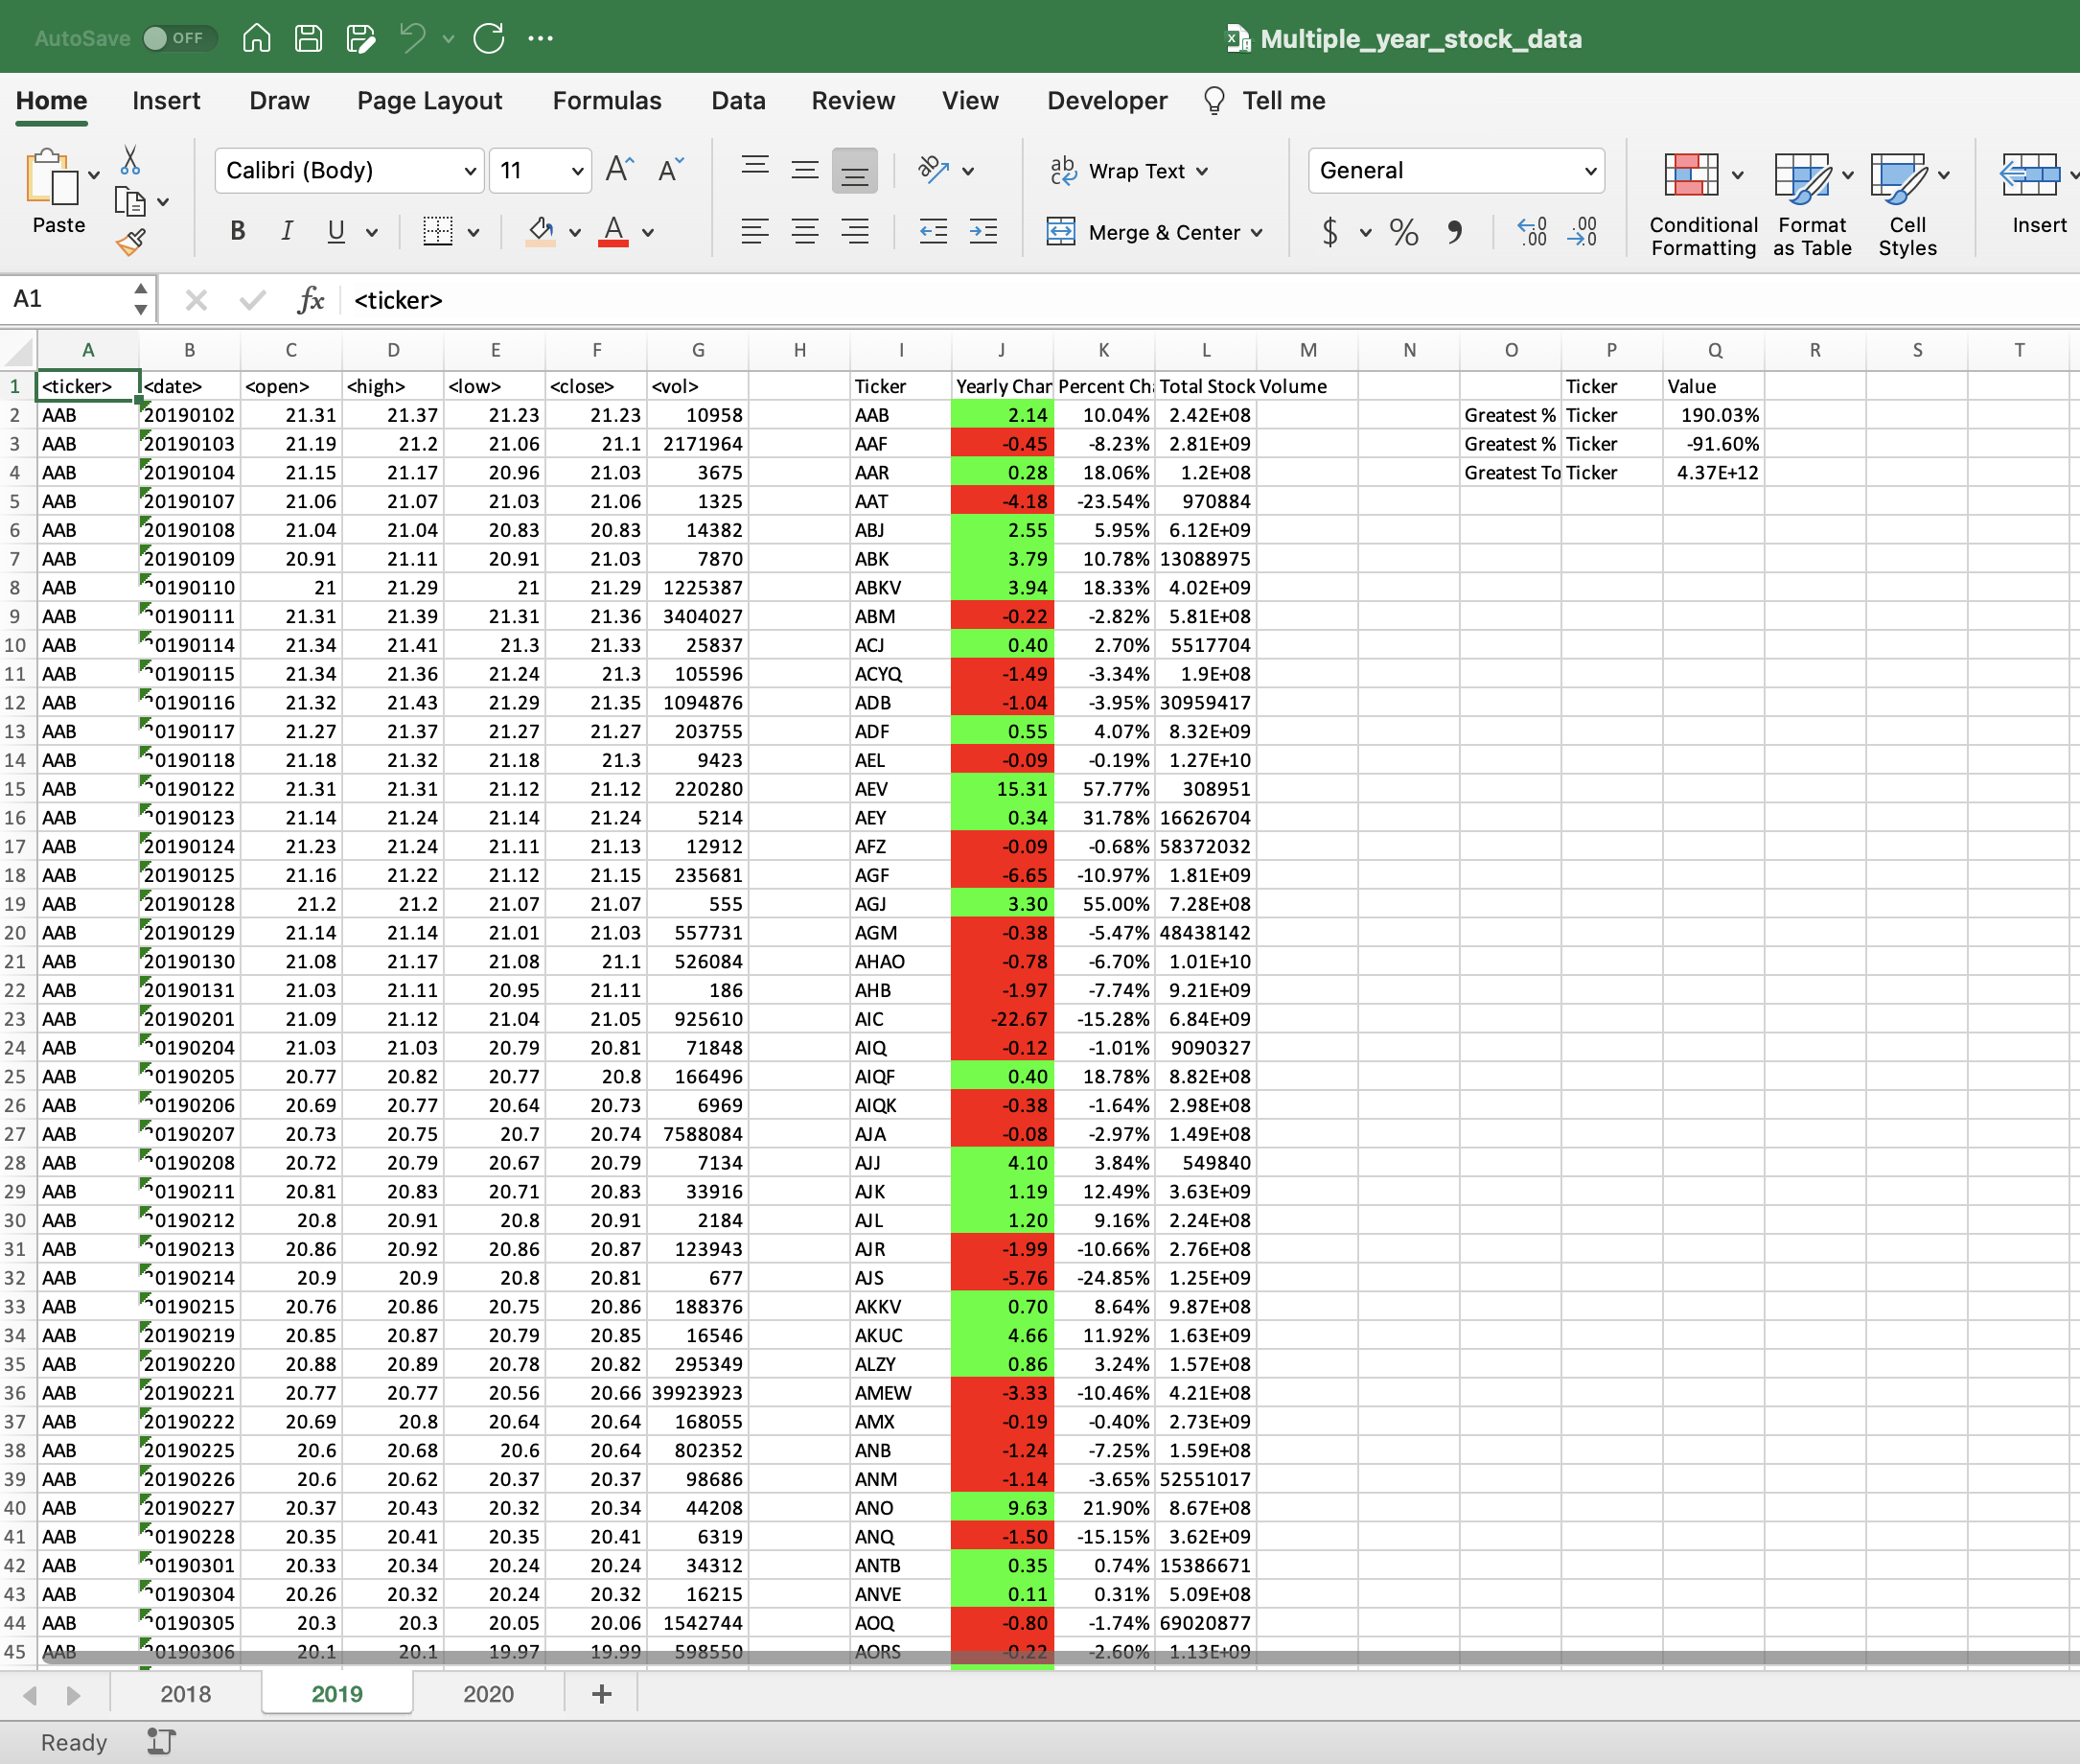 AutoSave OFF Multiple_year_stock_data
Home Insert Draw Page Layout Formulas Data Review View Developer Tell me
Paste Calibri (Body) 11 Wrap Text General Conditional Formatting Format as Table Cell Styles Insert
Merge & Center
A1 fx <ticker>
A B C D E F G H I J K L M N O P Q R S T
1 <ticker> <date> <open> <high> <low> <close> <vol> Ticker Yearly Char Percent Ch Total Stock Volume Ticker Value
2 AAB 20190102 21.31 21.37 21.23 21.23 10958 AAB 2.14 10.04% 2.42E+08 Greatest % Ticker 190.03%
3 AAB 20190103 21.19 21.2 21.06 21.1 2171964 AAF -0.45 -8.23% 2.81E+09 Greatest % Ticker -91.60%
4 AAB 20190104 21.15 21.17 20.96 21.03 3675 AAR 0.28 18.06% 1.2E+08 Greatest To Ticker 4.37E+12
5 AAB 20190107 21.06 21.07 21.03 21.06 1325 AAT -4.18 -23.54% 970884
6 AAB 20190108 21.04 21.04 20.83 20.83 14382 ABJ 2.55 5.95% 6.12E+09
7 AAB 20190109 20.91 21.11 20.91 21.03 7870 ABK 3.79 10.78% 13088975
8 AAB 20190110 21 21.29 21 21.29 1225387 ABKV 3.94 18.33% 4.02E+09
9 AAB 20190111 21.31 21.39 21.31 21.36 3404027 ABM -0.22 -2.82% 5.81E+08
10 AAB 20190114 21.34 21.41 21.3 21.33 25837 ACJ 0.40 2.70% 5517704
11 AAB 20190115 21.34 21.36 21.24 21.3 105596 ACYQ -1.49 -3.34% 1.9E+08
12 AAB 20190116 21.32 21.43 21.29 21.35 1094876 ADB -1.04 -3.95% 30959417
13 AAB 20190117 21.27 21.37 21.27 21.27 203755 ADF 0.55 4.07% 8.32E+09
14 AAB 20190118 21.18 21.32 21.18 21.3 9423 AEL -0.09 -0.19% 1.27E+10
15 AAB 20190122 21.31 21.31 21.12 21.12 220280 AEV 15.31 57.77% 308951
16 AAB 20190123 21.14 21.24 21.14 21.24 5214 AEY 0.34 31.78% 16626704
17 AAB 20190124 21.23 21.24 21.11 21.13 12912 AFZ -0.09 -0.68% 58372032
18 AAB 20190125 21.16 21.22 21.12 21.15 235681 AGF -6.65 -10.97% 1.81E+09
19 AAB 20190128 21.2 21.2 21.07 21.07 555 AGJ 3.30 55.00% 7.28E+08
20 AAB 20190129 21.14 21.14 21.01 21.03 557731 AGM -0.38 -5.47% 48438142
21 AAB 20190130 21.08 21.17 21.08 21.1 526084 AHAO -0.78 -6.70% 1.01E+10
22 AAB 20190131 21.03 21.11 20.95 21.11 186 AHB -1.97 -7.74% 9.21E+09
23 AAB 20190201 21.09 21.12 21.04 21.05 925610 AIC -22.67 -15.28% 6.84E+09
24 AAB 20190204 21.03 21.03 20.79 20.81 71848 AIQ -0.12 -1.01% 9090327
25 AAB 20190205 20.77 20.82 20.77 20.8 166496 AIQF 0.40 18.78% 8.82E+08
26 AAB 20190206 20.69 20.77 20.64 20.73 6969 AIQK -0.38 -1.64% 2.98E+08
27 AAB 20190207 20.73 20.75 20.7 20.74 7588084 AJA -0.08 -2.97% 1.49E+08
28 AAB 20190208 20.72 20.79 20.67 20.79 7134 AJJ 4.10 3.84% 549840
29 AAB 20190211 20.81 20.83 20.71 20.83 33916 AJK 1.19 12.49% 3.63E+09
30 AAB 20190212 20.8 20.91 20.8 20.91 2184 AJL 1.20 9.16% 2.24E+08
31 AAB 20190213 20.86 20.92 20.86 20.87 123943 AJR -1.99 -10.66% 2.76E+08
32 AAB 20190214 20.9 20.9 20.8 20.81 677 AJS -5.76 -24.85% 1.25E+09
33 AAB 20190215 20.76 20.86 20.75 20.86 188376 AKKV 0.70 8.64% 9.87E+08
34 AAB 20190219 20.85 20.87 20.79 20.85 16546 AKUC 4.66 11.92% 1.63E+09
35 AAB 20190220 20.88 20.89 20.78 20.82 295349 ALZY 0.86 3.24% 1.57E+08
36 AAB 20190221 20.77 20.77 20.56 20.66 39923923 AMEW -3.33 -10.46% 4.21E+08
37 AAB 20190222 20.69 20.8 20.64 20.64 168055 AMX -0.19 -0.40% 2.73E+09
38 AAB 20190225 20.6 20.68 20.6 20.64 802352 ANB -1.24 -7.25% 1.59E+08
39 AAB 20190226 20.6 20.62 20.37 20.37 98686 ANM -1.14 -3.65% 52551017
40 AAB 20190227 20.37 20.43 20.32 20.34 44208 ANO 9.63 21.90% 8.67E+08
41 AAB 20190228 20.35 20.41 20.35 20.41 6319 ANQ -1.50 -15.15% 3.62E+09
42 AAB 20190301 20.33 20.34 20.24 20.24 34312 ANTB 0.35 0.74% 15386671
43 AAB 20190304 20.26 20.32 20.24 20.32 16215 ANVE 0.11 0.31% 5.09E+08
44 AAB 20190305 20.3 20.3 20.05 20.06 1542744 AOQ -0.80 -1.74% 69020877
45 AAB 20190306 20.1 20.1 19.97 19.99 598550 AORS -0.22 -2.60% 1.13E+09
2018 2019 2020 +
Ready